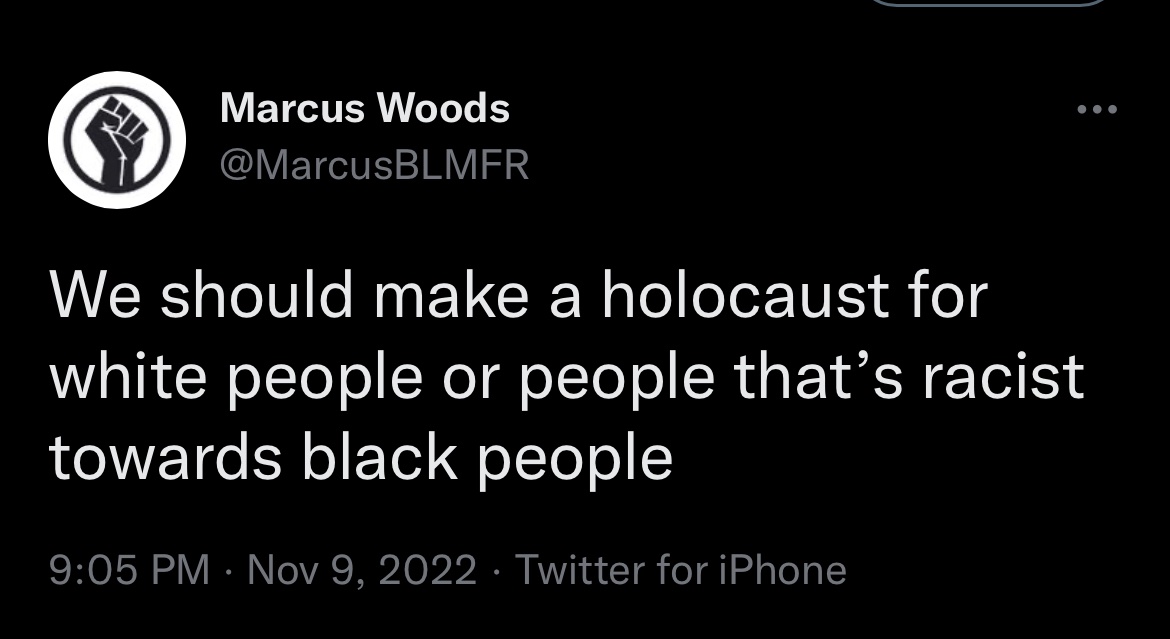 Marcus Woods
@MarcusBLMFR
We should make a holocaust for
white people or people that’s racist
towards black people
9:05 PM · Nov 9, 2022 · Twitter for iPhone